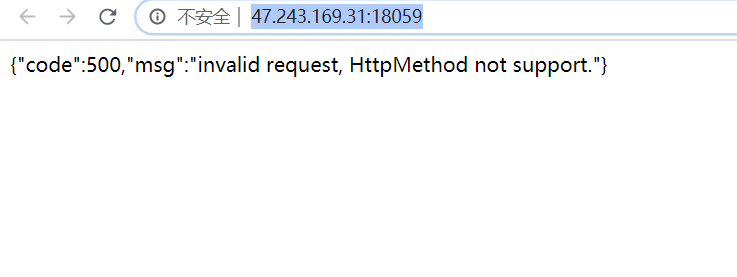 不安全 | 47.243.169.31:18059
{"code":500,"msg":"invalid request, HttpMethod not support."}